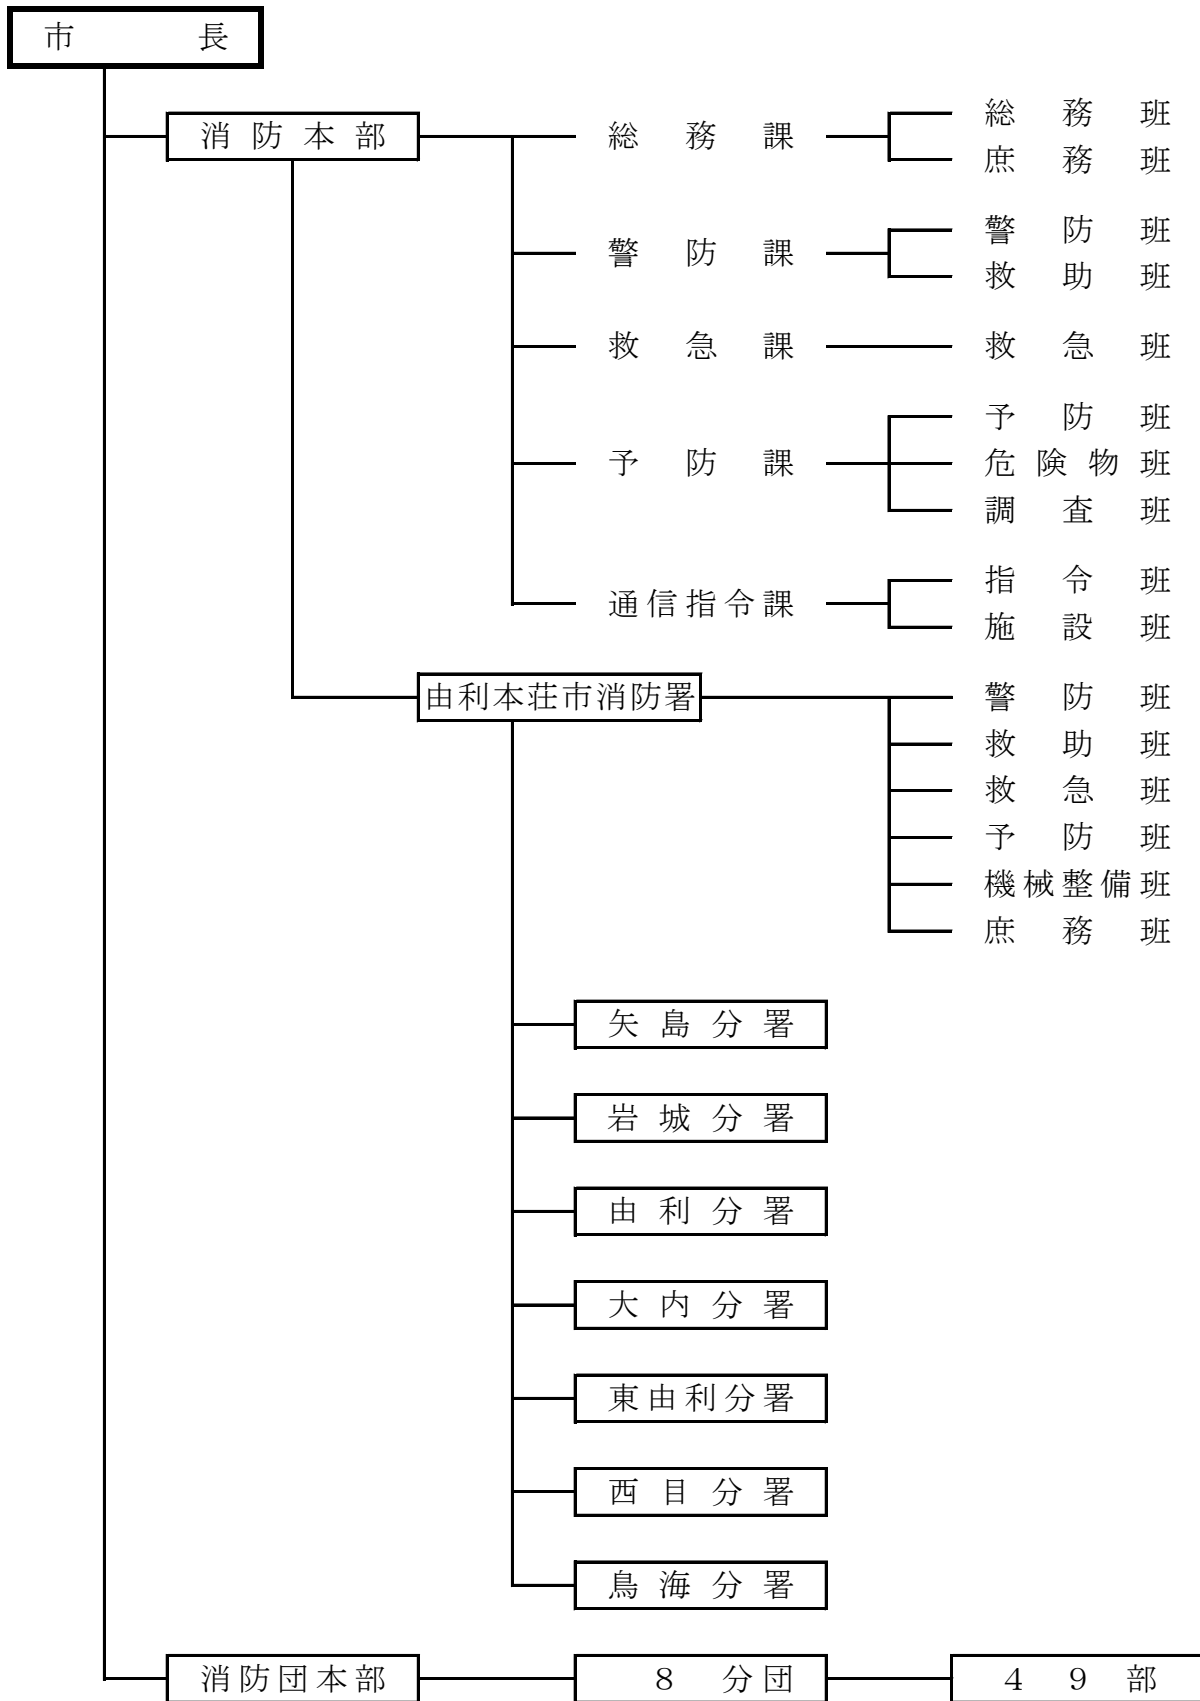 市長
消防本部 総務課 総務班
庶務班
警防課 警防班
救助班
救急課 救急班
予防課 予防班
危険物班
調査班
通信指令課 指令班
施設班
由利本荘市消防署 警防班
救助班
救急班
予防班
機械整備班
庶務班
矢島分署
岩城分署
由利分署
大内分署
東由利分署
西目分署
鳥海分署
消防団本部 8分団 49部